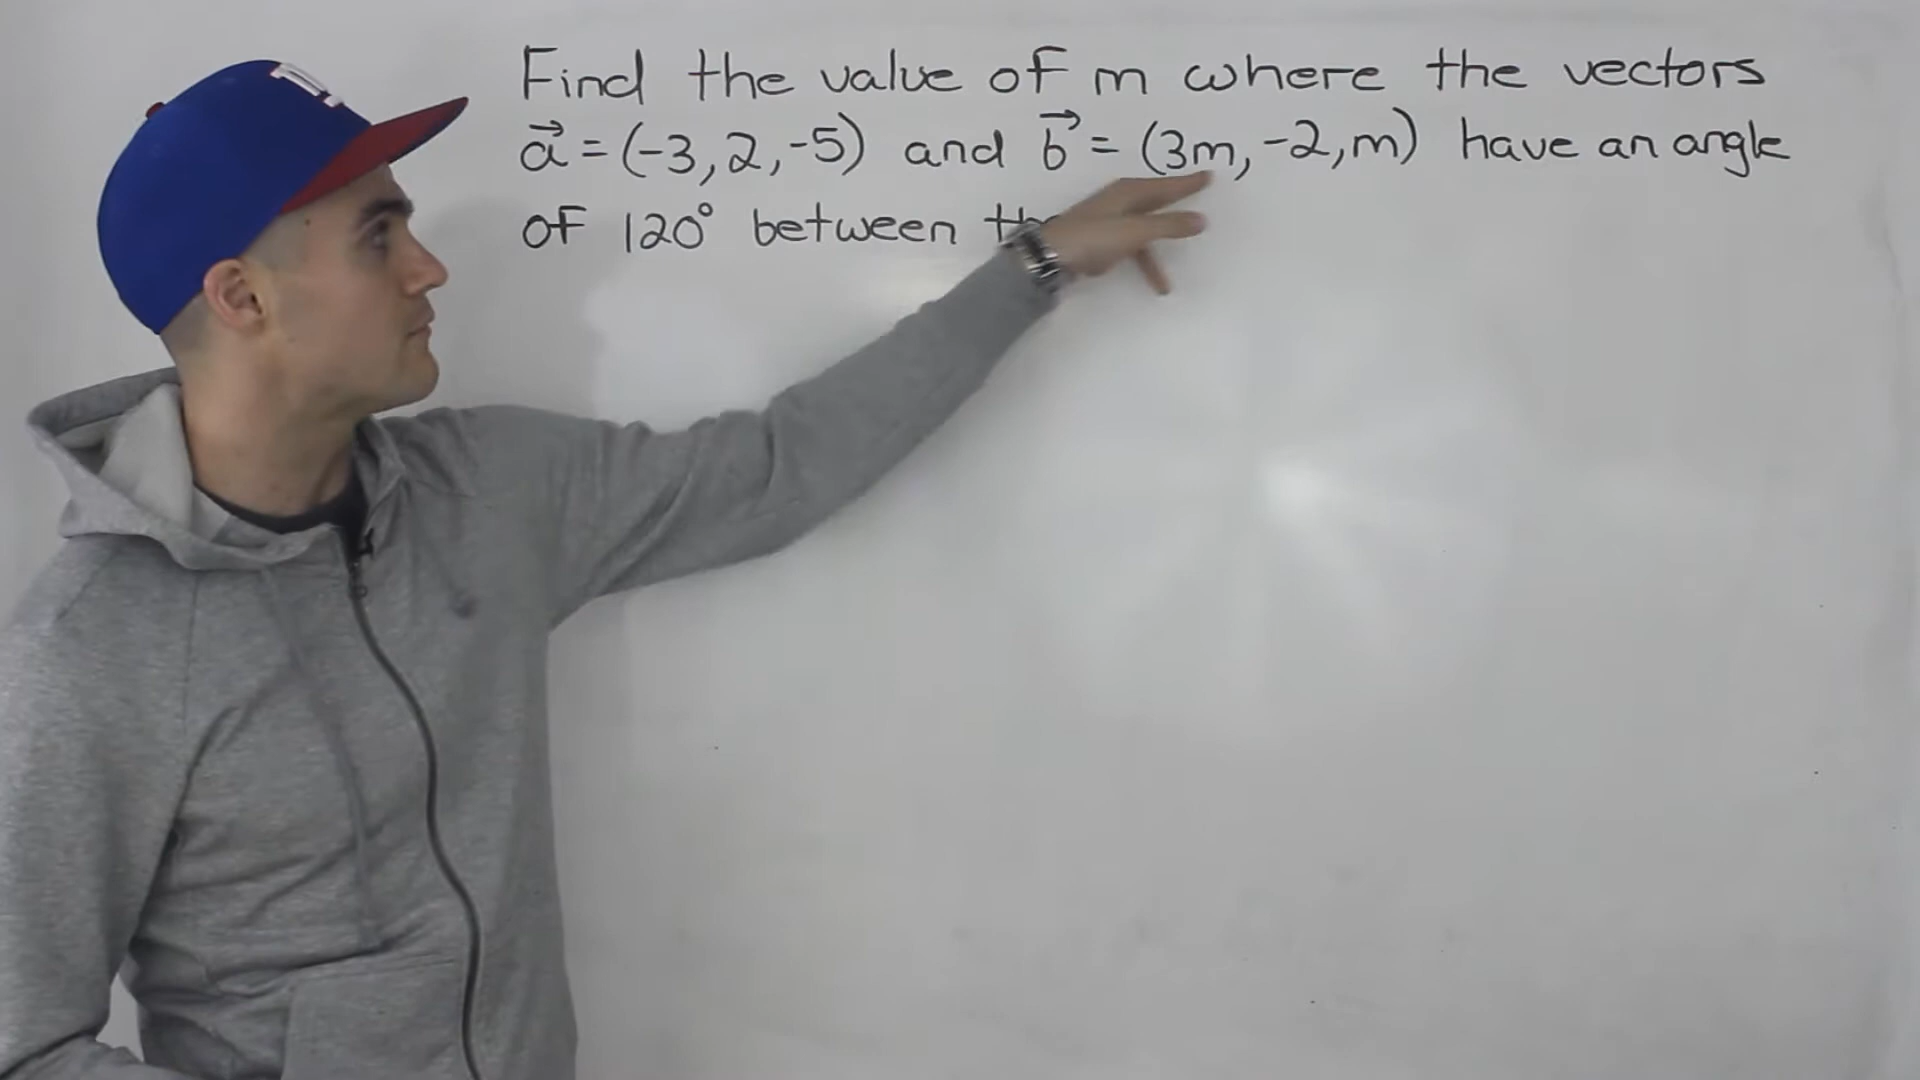 Find the value of m where the vectors
a⃗ = (-3, 2, -5) and b⃗ = (3m, -2, m) have an angle
of 120° between